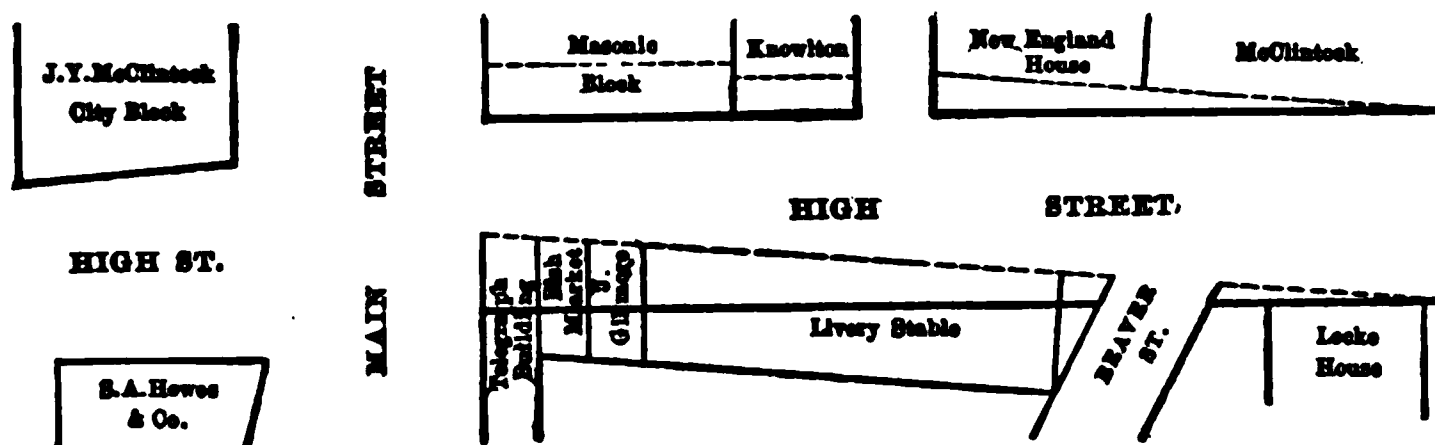 J.Y. McClintock
City Block
STREET
Masonic
Block
Knowlton
New England
House
McClintock
HIGH STREET.
HIGH ST.
MAIN
Telegraph
Building
Fish
Market
J.
Gilmore
Livery Stable
BEAVER
ST.
Locke
House
S.A. Howes
& Co.